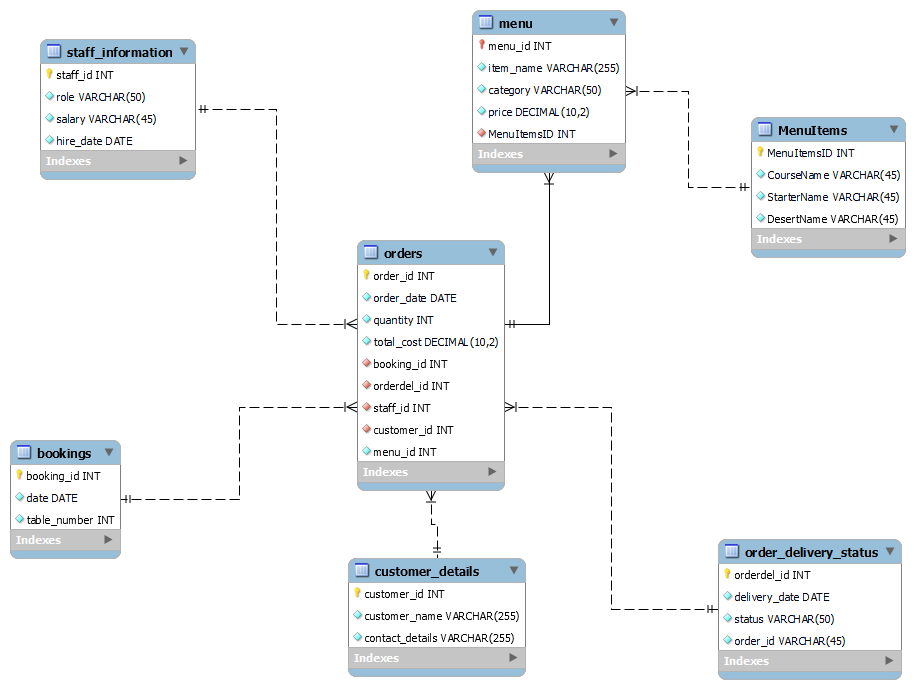 staff_information
staff_id INT
role VARCHAR(50)
salary VARCHAR(45)
hire_date DATE
Indexes
menu
menu_id INT
item_name VARCHAR(255)
category VARCHAR(50)
price DECIMAL(10,2)
MenuItemsID INT
Indexes
MenuItems
MenuItemsID INT
CourseName VARCHAR(45)
StarterName VARCHAR(45)
DesertName VARCHAR(45)
Indexes
orders
order_id INT
order_date DATE
quantity INT
total_cost DECIMAL(10,2)
booking_id INT
orderdel_id INT
staff_id INT
customer_id INT
menu_id INT
Indexes
bookings
booking_id INT
date DATE
table_number INT
Indexes
customer_details
customer_id INT
customer_name VARCHAR(255)
contact_details VARCHAR(255)
Indexes
order_delivery_status
orderdel_id INT
delivery_date DATE
status VARCHAR(50)
order_id VARCHAR(45)
Indexes